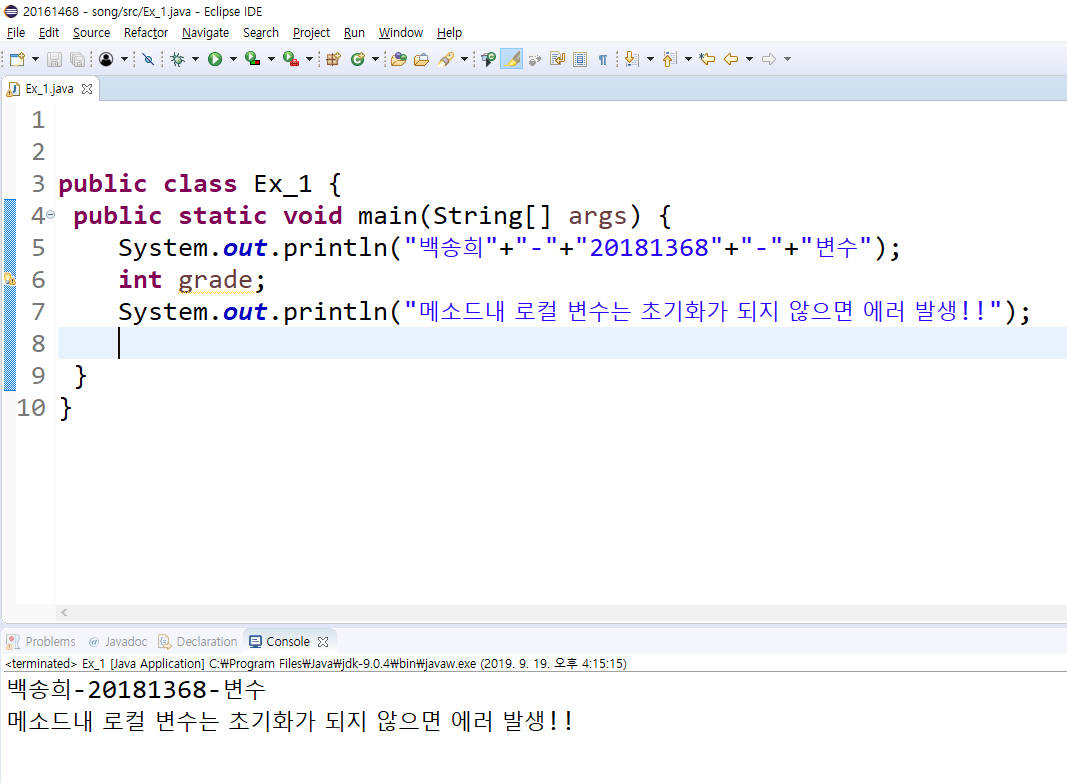 20161468 - song/src/Ex_1.java - Eclipse IDE
File Edit Source Refactor Navigate Search Project Run Window Help
Ex_1.java
1
2
3 public class Ex_1 {
4 public static void main(String[] args) {
5 System.out.println("백송희"+"-"+"20181368"+"-"+"변수");
6 int grade;
7 System.out.println("메소드내 로컬 변수는 초기화가 되지 않으면 에러 발생!!");
8
9 }
10 }
Problems @ Javadoc Declaration Console
<terminated> Ex_1 [Java Application] C:₩Program Files₩Java₩jdk-9.0.4₩bin₩javaw.exe (2019. 9. 19. 오후 4:15:15)
백송희-20181368-변수
메소드내 로컬 변수는 초기화가 되지 않으면 에러 발생!!